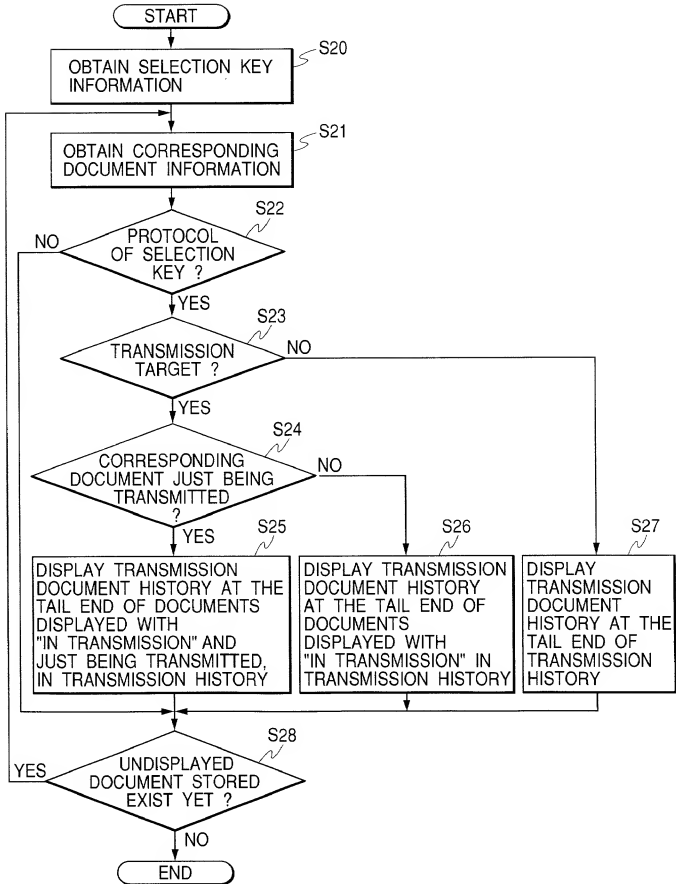 START
S20
OBTAIN SELECTION KEY
INFORMATION
S21
OBTAIN CORRESPONDING
DOCUMENT INFORMATION
S22
NO
PROTOCOL
OF SELECTION
KEY ?
YES
S23
TRANSMISSION
TARGET ?
NO
YES
S24
CORRESPONDING
DOCUMENT JUST BEING
TRANSMITTED
?
NO
YES
S25
DISPLAY TRANSMISSION
DOCUMENT HISTORY AT THE
TAIL END OF DOCUMENTS
DISPLAYED WITH
"IN TRANSMISSION" AND
JUST BEING TRANSMITTED,
IN TRANSMISSION HISTORY
S26
DISPLAY TRANSMISSION
DOCUMENT HISTORY
AT THE TAIL END OF
DOCUMENTS
DISPLAYED WITH
"IN TRANSMISSION" IN
TRANSMISSION HISTORY
S27
DISPLAY
TRANSMISSION
DOCUMENT
HISTORY AT THE
TAIL END OF
TRANSMISSION
HISTORY
S28
YES
UNDISPLAYED
DOCUMENT STORED
EXIST YET ?
NO
END